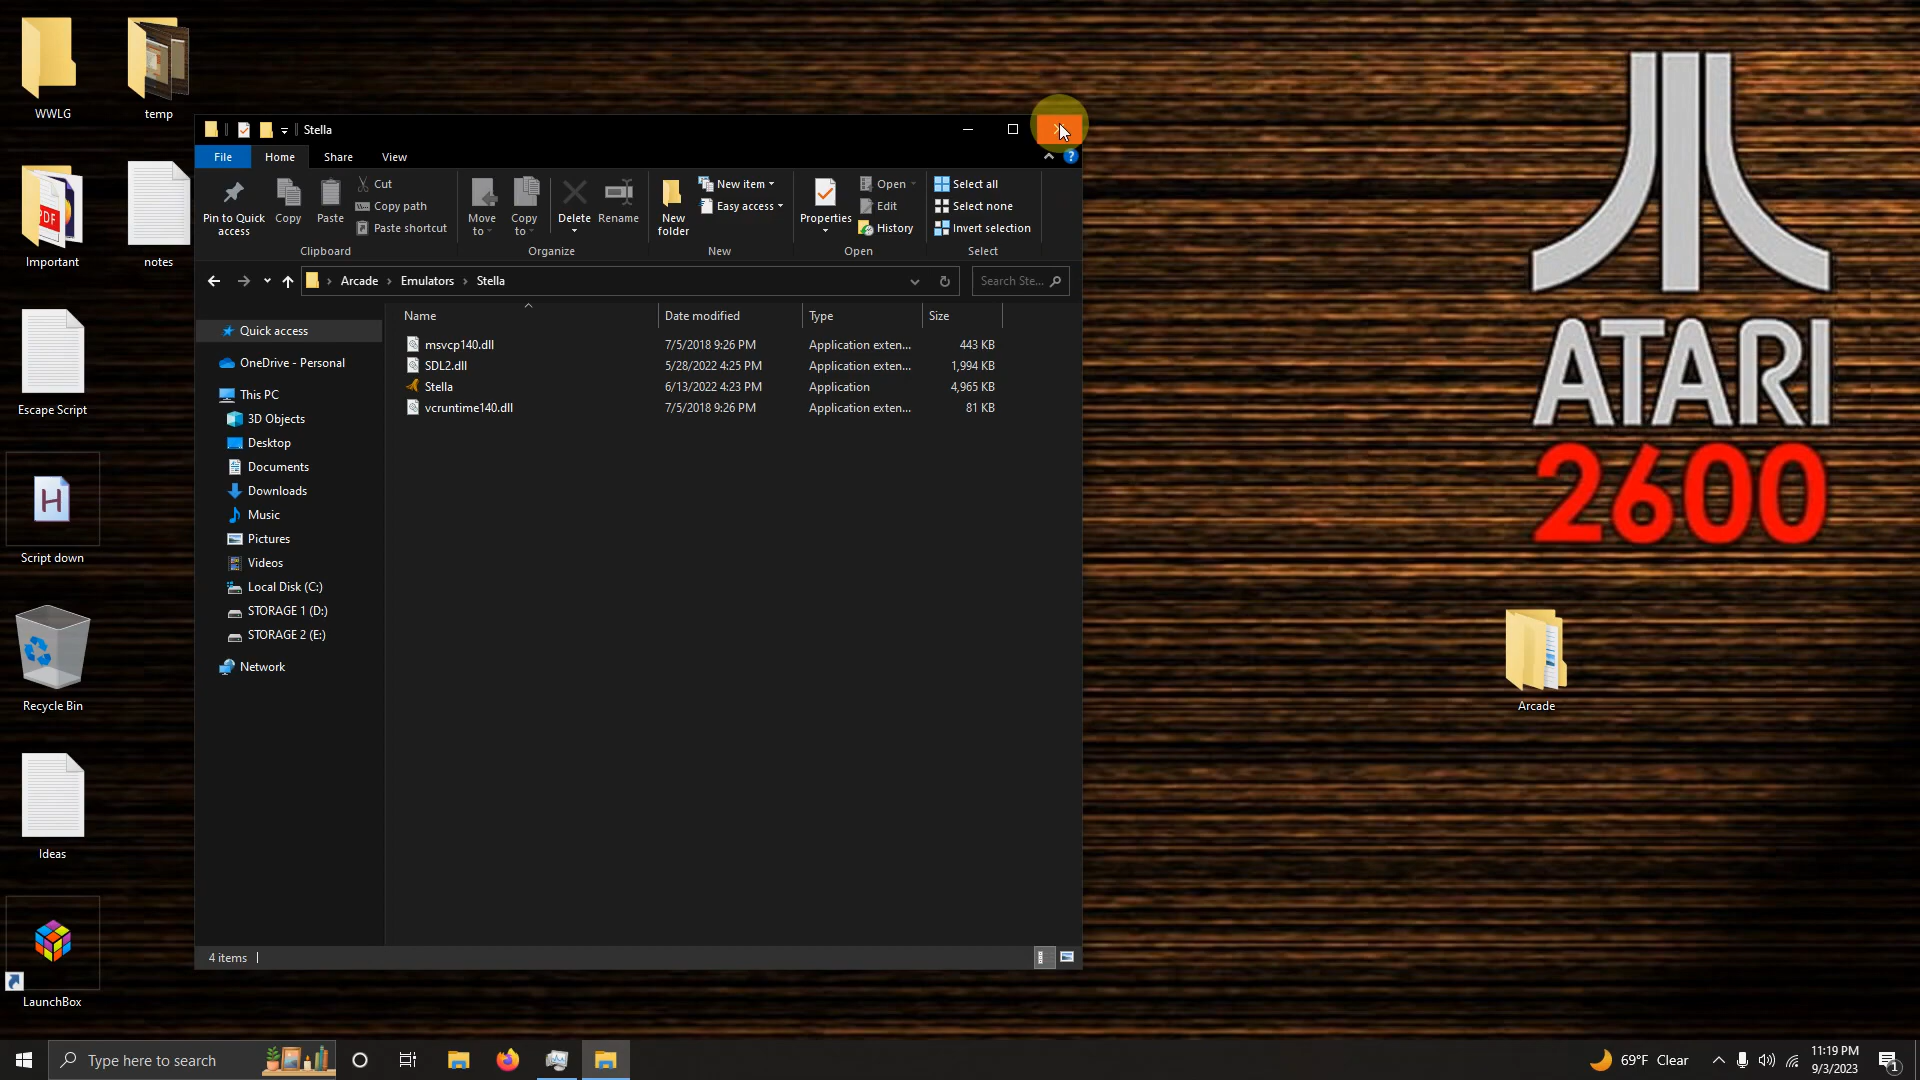 WWLG
temp
Important
notes
Escape Script
H
Script down
Recycle Bin
Ideas
LaunchBox
Stella
File
Home
Share
View
Pin to Quick access
Copy
Paste
Cut
Copy path
Paste shortcut
Clipboard
Move to
Copy to
Delete
Rename
Organize
New folder
New item
Easy access
New
Properties
Open
Edit
History
Open
Select all
Select none
Invert selection
Select
Arcade
Emulators
Stella
Search Ste...
Name
Date modified
Type
Size
msvcp140.dll 7/5/2018 9:26 PM Application exten... 443 KB
SDL2.dll 5/28/2022 4:25 PM Application exten... 1,994 KB
Stella 6/13/2022 4:23 PM Application 4,965 KB
vcruntime140.dll 7/5/2018 9:26 PM Application exten... 81 KB
Quick access
OneDrive - Personal
This PC
3D Objects
Desktop
Documents
Downloads
Music
Pictures
Videos
Local Disk (C:)
STORAGE 1 (D:)
STORAGE 2 (E:)
Network
4 items
ATARI
2600
Arcade
Type here to search
69°F Clear
11:19 PM
9/3/2023
1